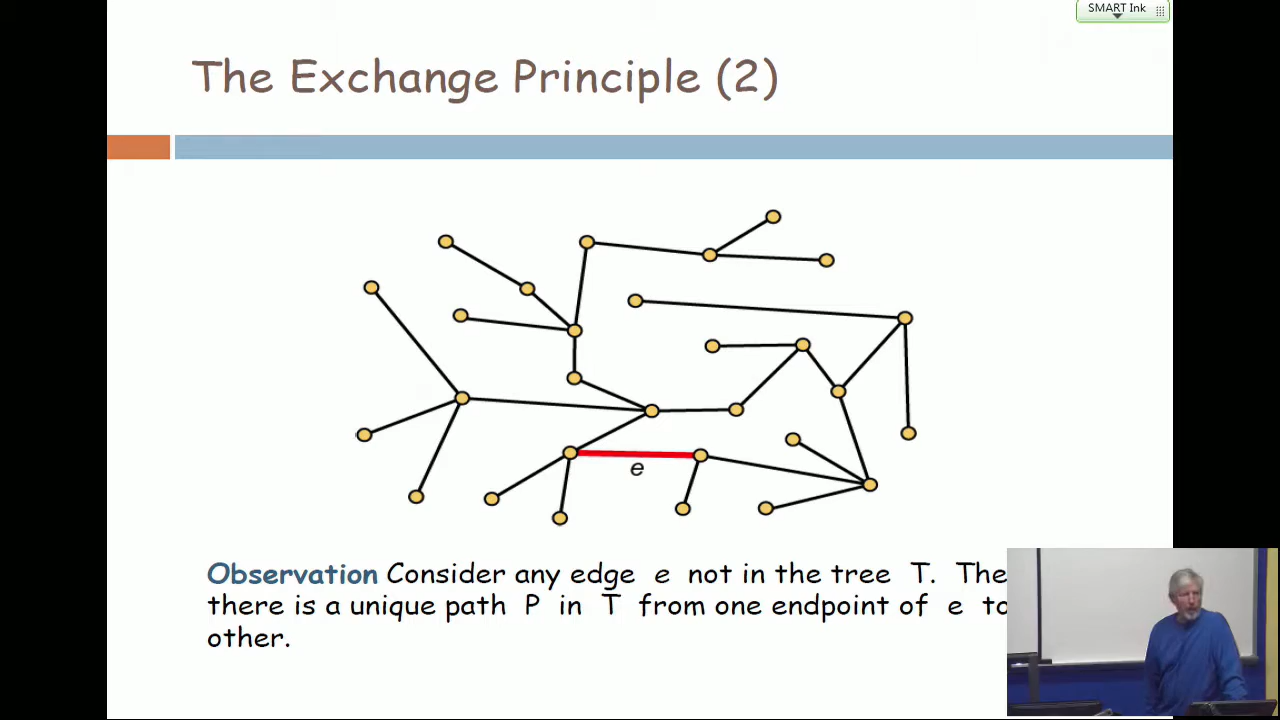 SMART Ink
The Exchange Principle (2)
e
Observation Consider any edge e not in the tree T. The
there is a unique path P in T from one endpoint of e to
other.